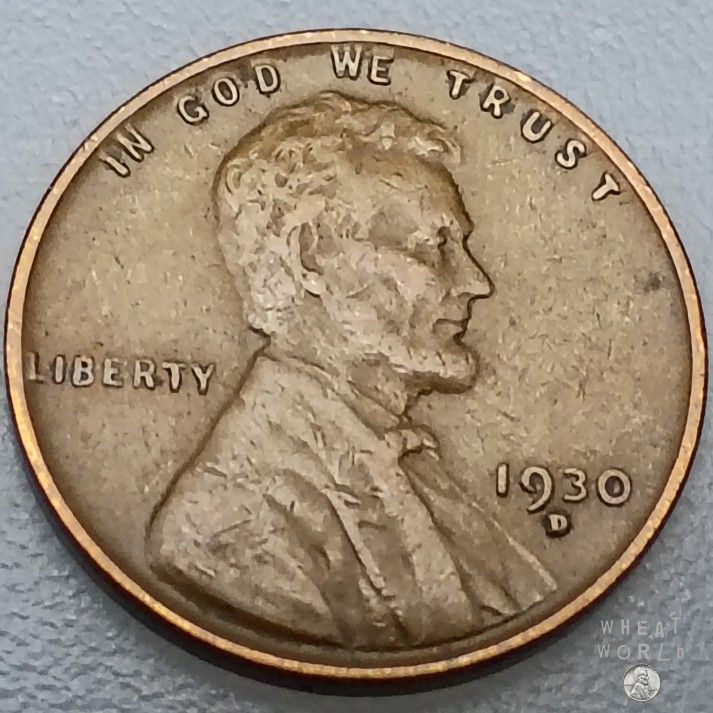 IN GOD WE TRUST
LIBERTY
1930
D
WHEAT
WORLD